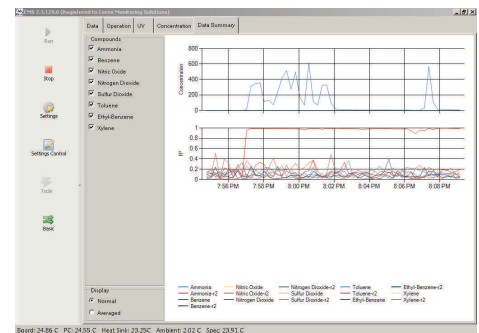 EMS 2.3.129.0 (Registered to Cerex Monitoring Solutions)
Data Operation UV Concentration Data Summary
Run
Stop
Settings
Settings Control
Tools
Basic
Compounds
Ammonia
Benzene
Nitric Oxide
Nitrogen Dioxide
Sulfur Dioxide
Toluene
Ethyl-Benzene
Xylene
Display
Normal
Averaged
Concentration
800
600
400
200
0
R²
1
0.8
0.6
0.4
0.2
0
7:56 PM 7:58 PM 8:00 PM 8:02 PM 8:04 PM 8:06 PM 8:08 PM
Ammonia Nitric Oxide Nitrogen Dioxide-r2 Toluene Ethyl-Benzene-r2
Ammonia-r2 Nitric Oxide-r2 Sulfur Dioxide Toluene-r2 Xylene
Benzene Nitrogen Dioxide Sulfur Dioxide-r2 Ethyl-Benzene Xylene-r2
Benzene-r2
Board: 24.86 C PC: 24.55 C Heat Sink: 23.25C Ambient: 2.02 C Spec: 23.91 C